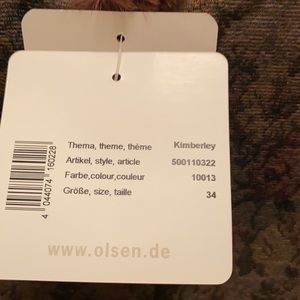 Thema, theme, thème Kimberley
Artikel, style, article 500110322
Farbe,colour,couleur 10013
Größe, size, taille 34
4 044074 160228
www.olsen.de